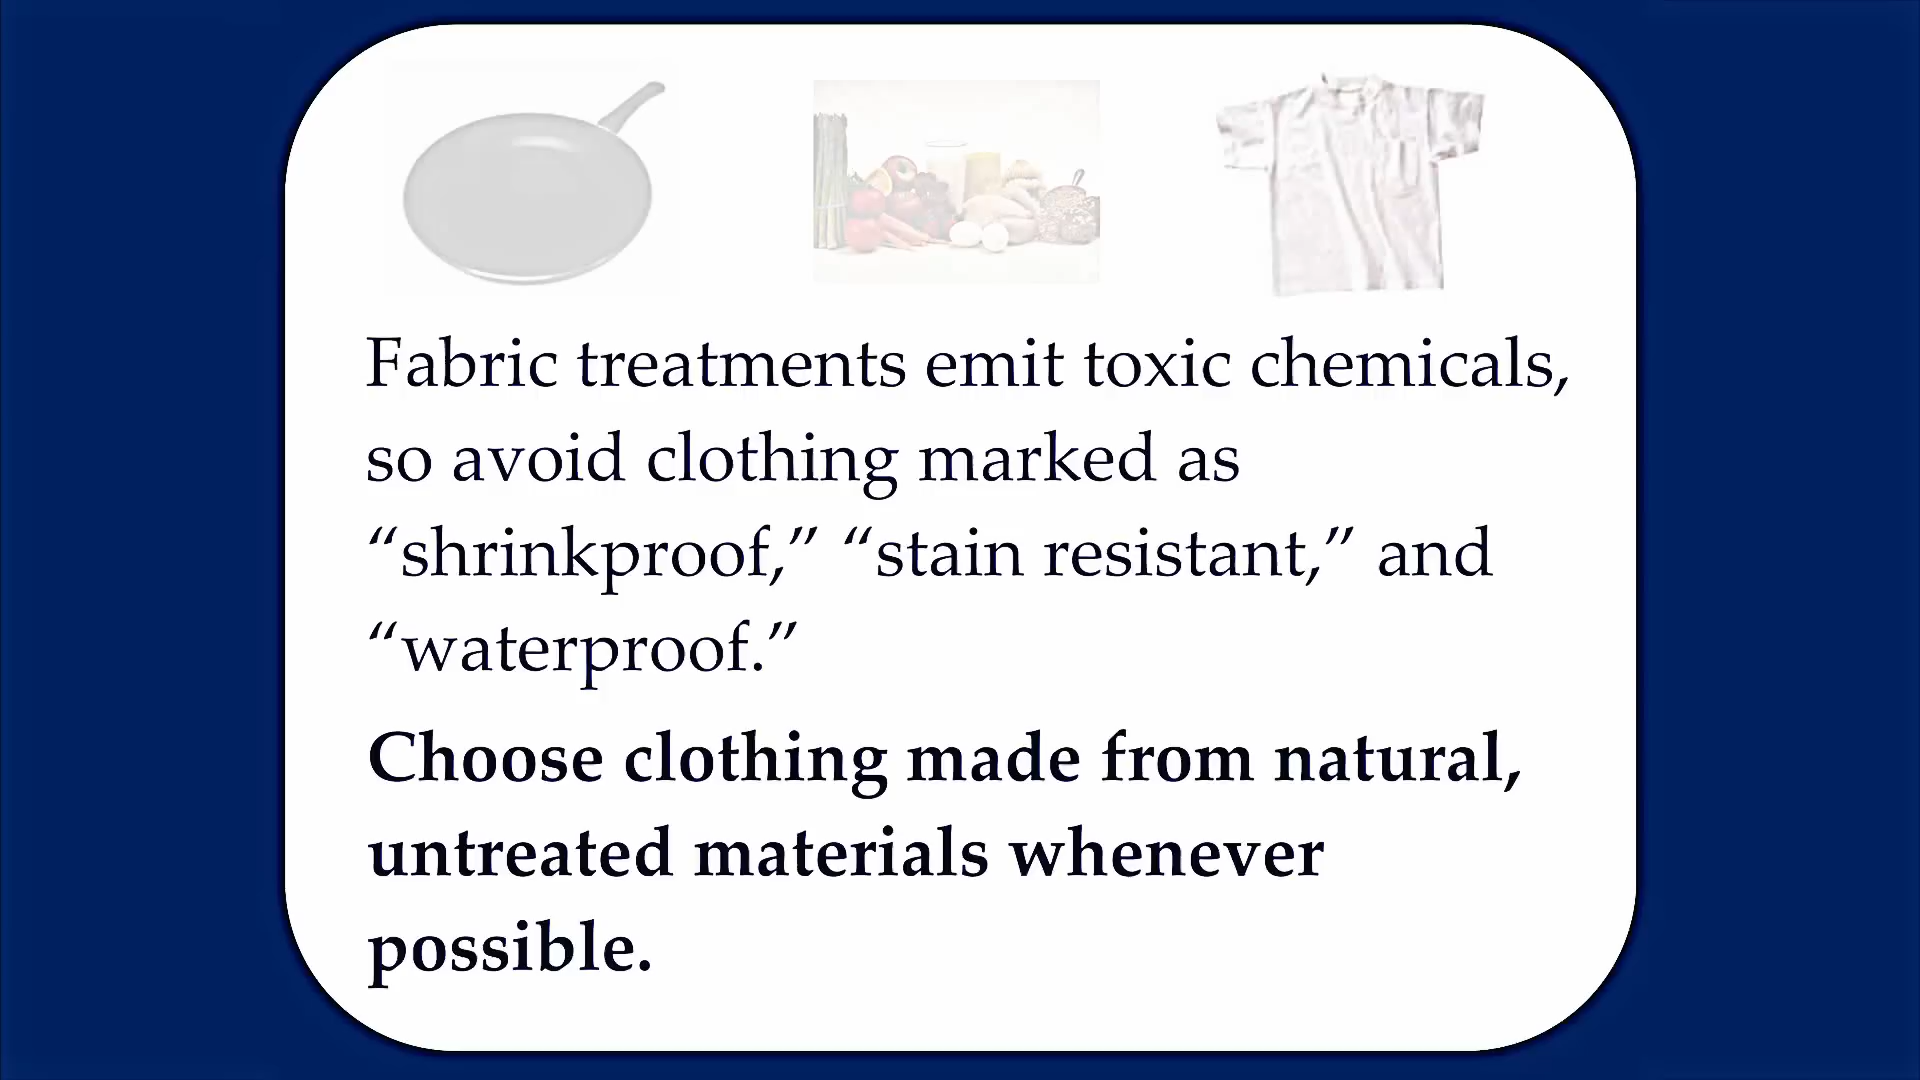 Fabric treatments emit toxic chemicals,
so avoid clothing marked as
“shrinkproof,” “stain resistant,” and
“waterproof.”
Choose clothing made from natural,
untreated materials whenever
possible.